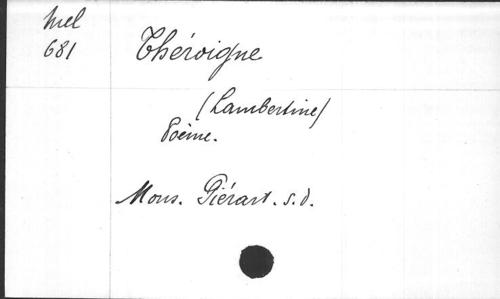 Mel
681
Théroigne
(Lambertine)
Poème.
Mons. Piérart. s.d.